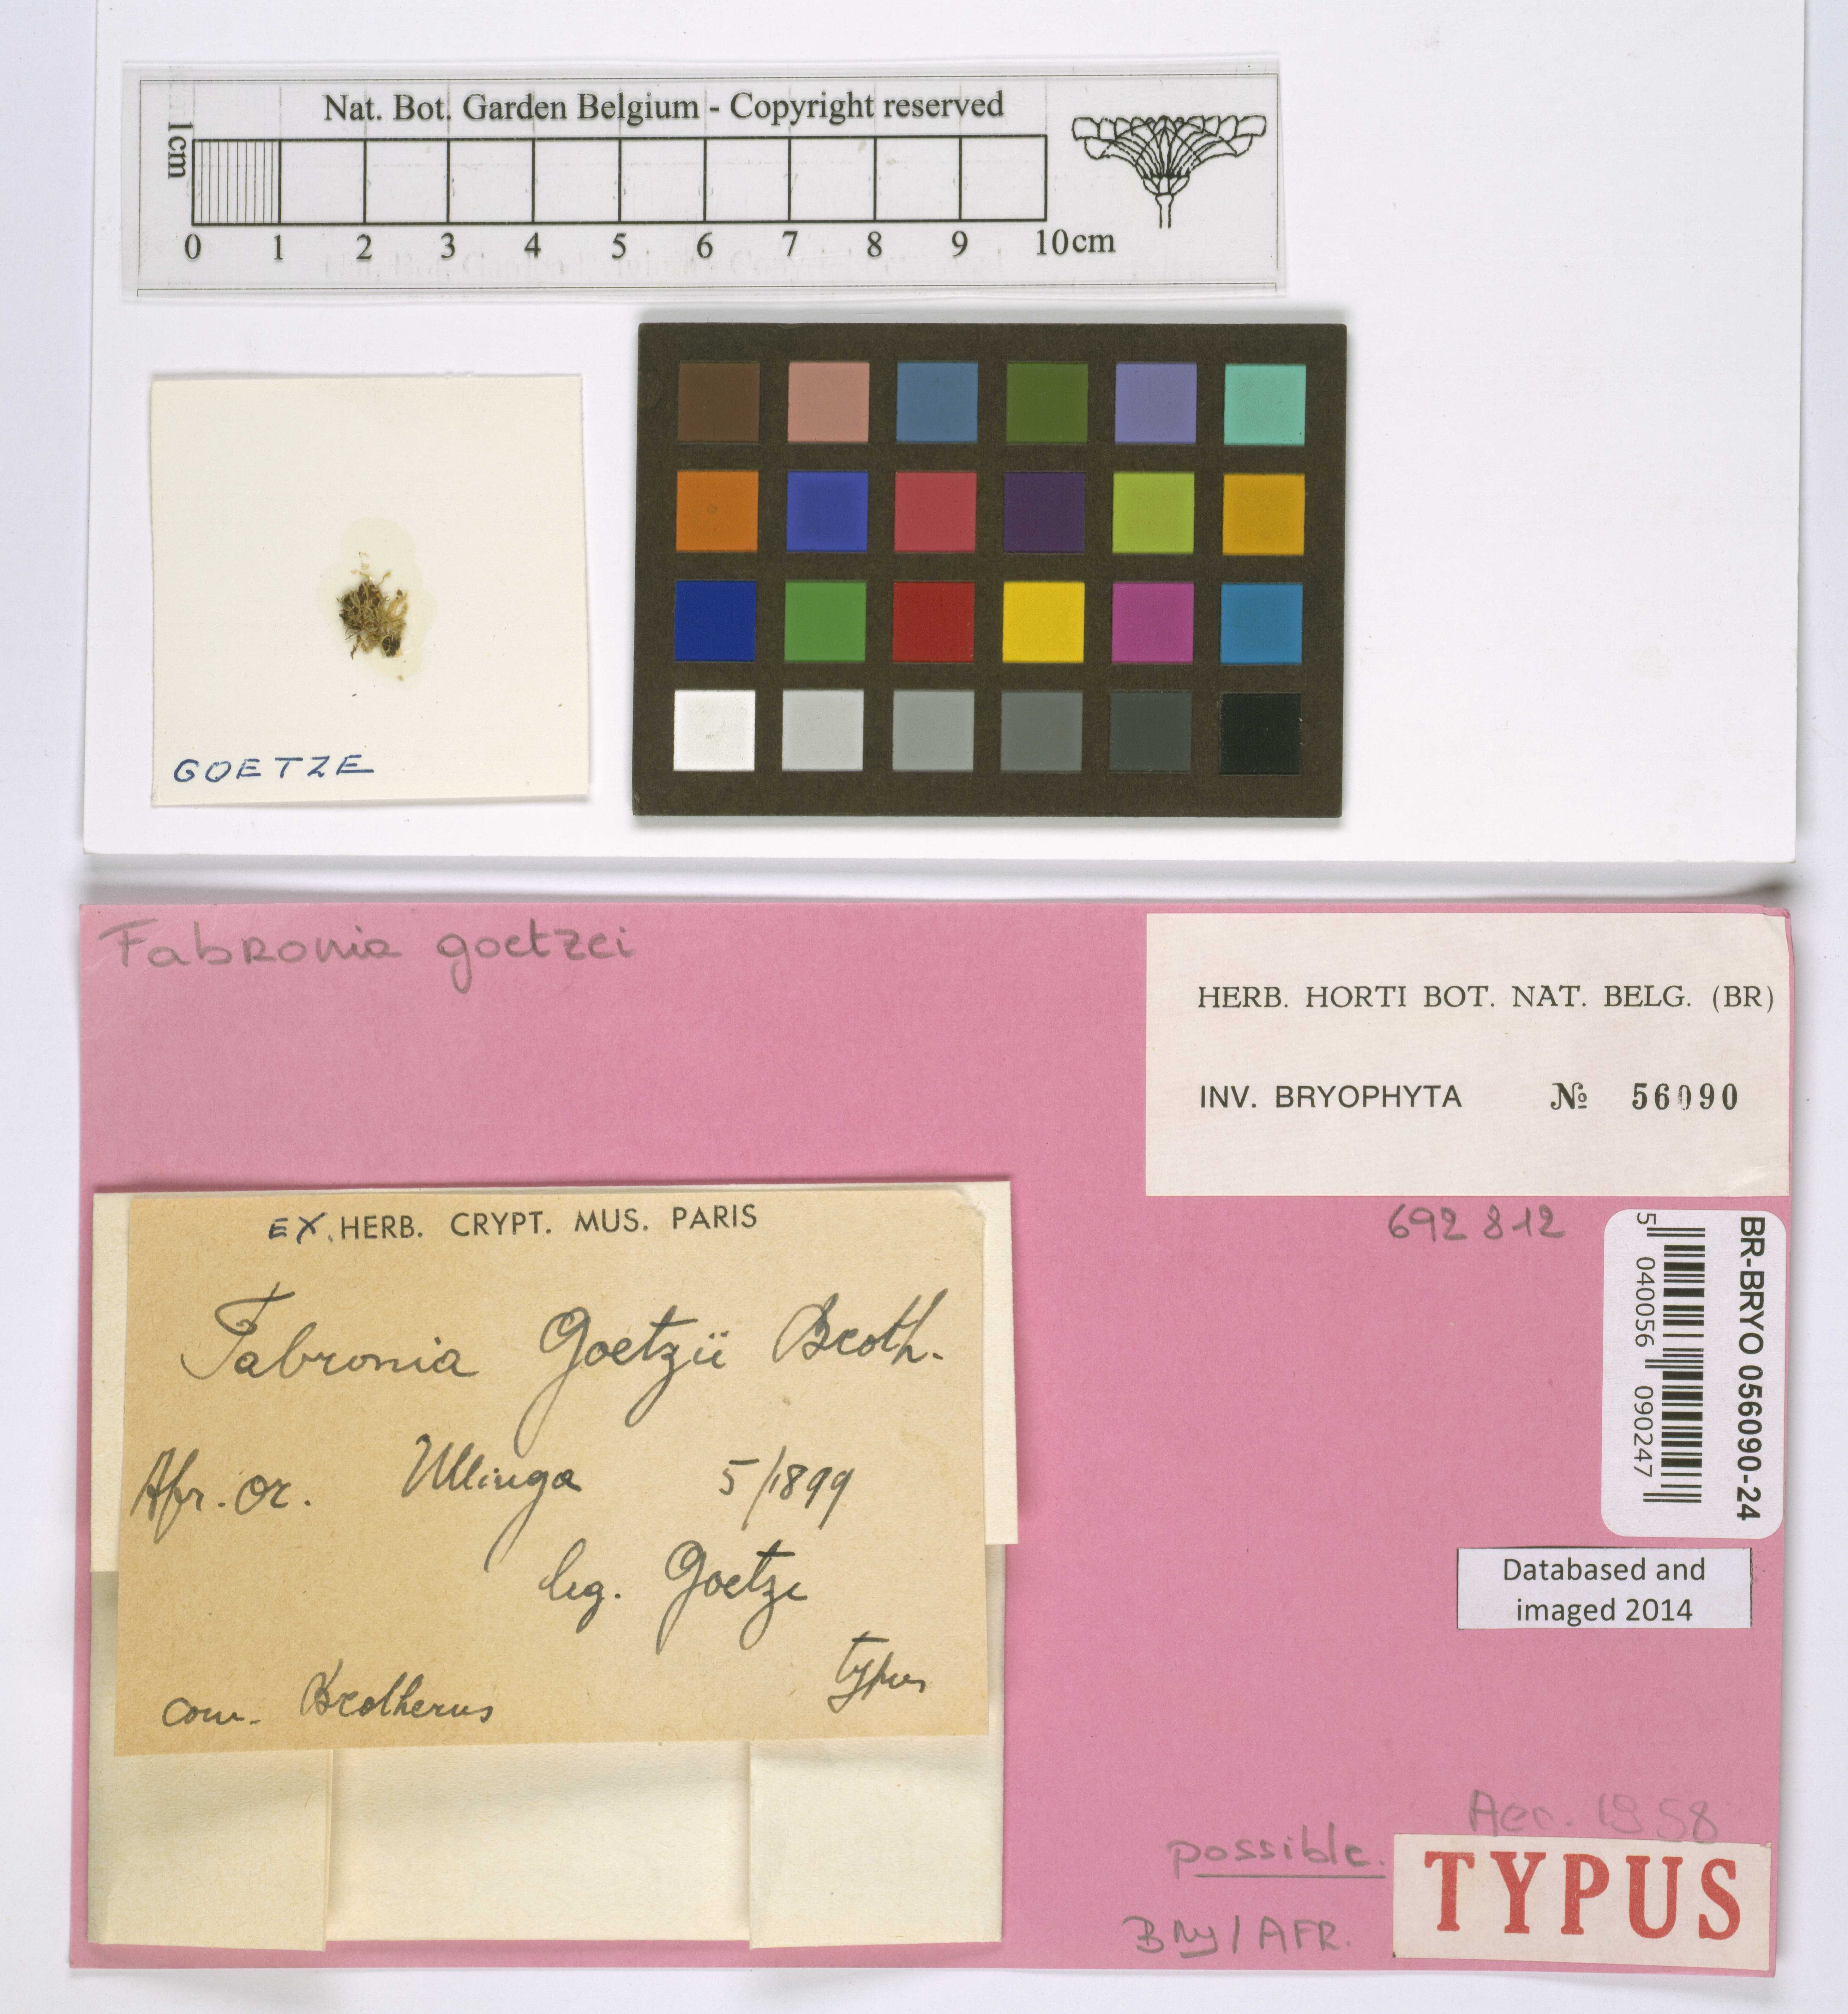 Nat. Bot. Garden Belgium - Copyright reserved
1cm
0 1 2 3 4 5 6 7 8 9 10cm
GOETZE
Fabronia goetzei
HERB. HORTI BOT. NAT. BELG. (BR)
INV. BRYOPHYTA № 56090
692 812
BR-BRYO 056090-24
5 040056 090247
Databased and
imaged 2014
EX. HERB. CRYPT. MUS. PARIS
Fabronia Goetzii Broth.
Afr. or. 5/1899
leg. Goetze
com. Brotherus typus
Acc. 1958
possible.
TYPUS
BRY/AFR.